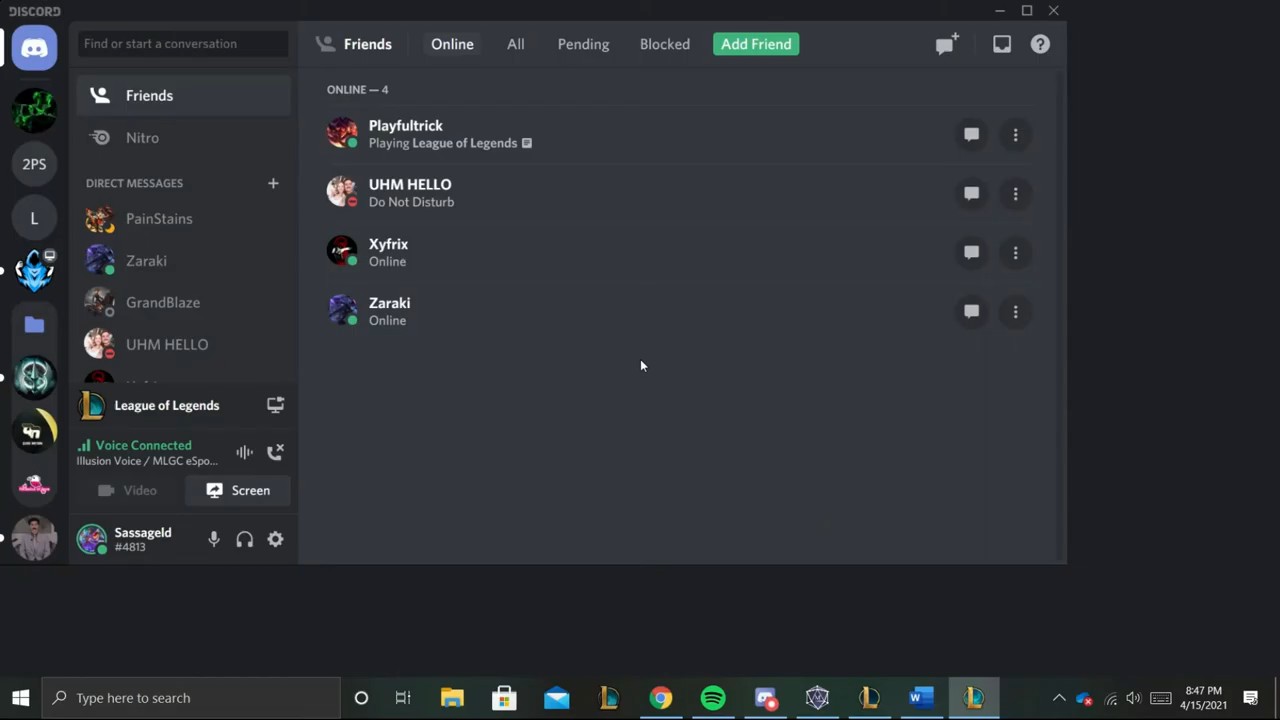 DISCORD
Find or start a conversation
Friends
Online
All
Pending
Blocked
Add Friend
Friends
Nitro
DIRECT MESSAGES
PainStains
Zaraki
GrandBlaze
UHM HELLO
2PS
L
ONLINE — 4
Playfultrick
Playing League of Legends
UHM HELLO
Do Not Disturb
Xyfrix
Online
Zaraki
Online
League of Legends
Voice Connected
Illusion Voice / MLGC eSpo...
Video
Screen
Sassageld
#4813
Type here to search
8:47 PM
4/15/2021